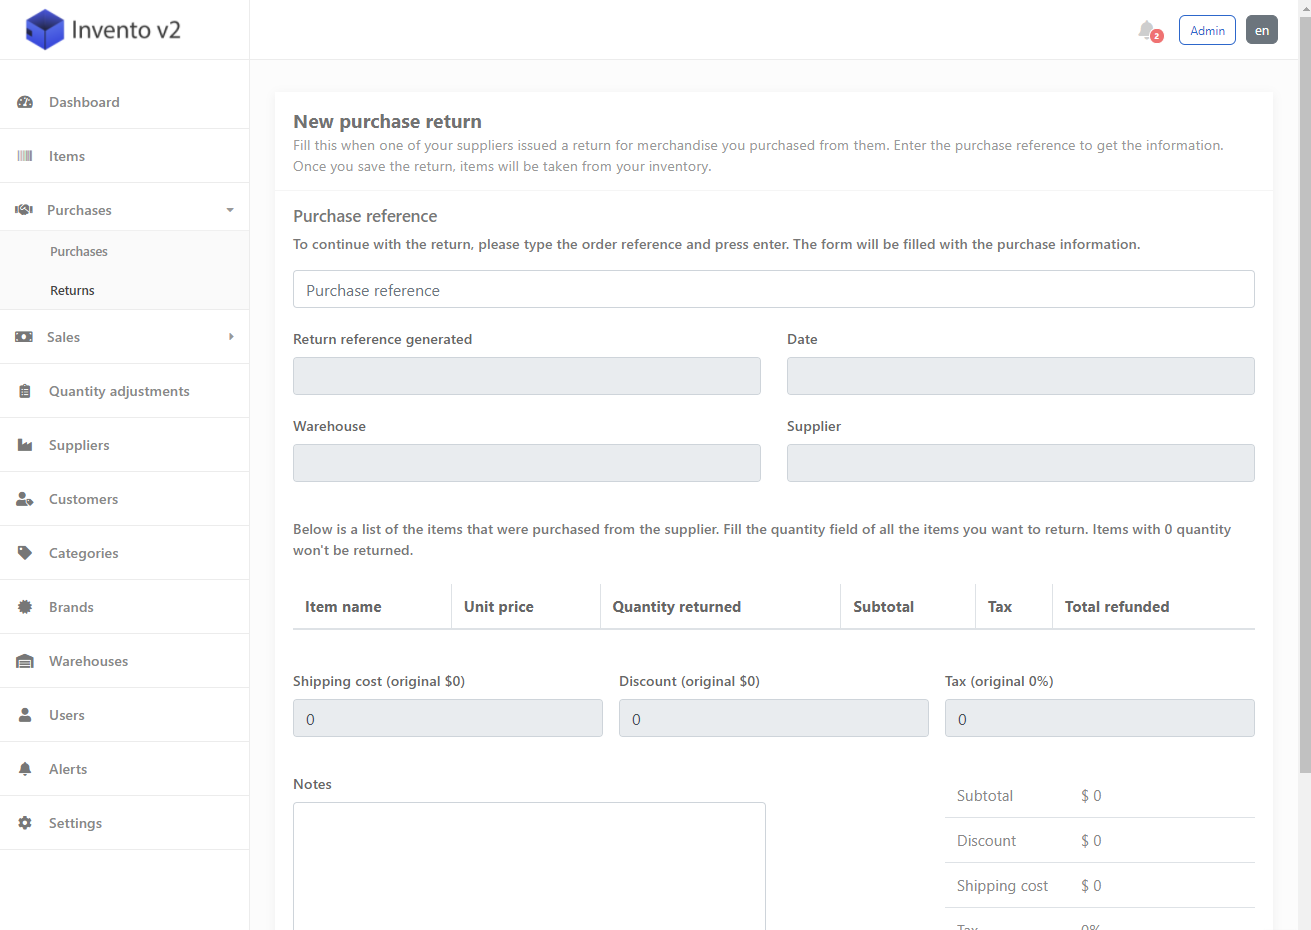 Invento v2
2
Admin
en
Dashboard
Items
Purchases
Purchases
Returns
Sales
Quantity adjustments
Suppliers
Customers
Categories
Brands
Warehouses
Users
Alerts
Settings
New purchase return
Fill this when one of your suppliers issued a return for merchandise you purchased from them. Enter the purchase reference to get the information.
Once you save the return, items will be taken from your inventory.
Purchase reference
To continue with the return, please type the order reference and press enter. The form will be filled with the purchase information.
Purchase reference
Return reference generated
Date
Warehouse
Supplier
Below is a list of the items that were purchased from the supplier. Fill the quantity field of all the items you want to return. Items with 0 quantity
won't be returned.
Item name Unit price Quantity returned Subtotal Tax Total refunded
Shipping cost (original $0) Discount (original $0) Tax (original 0%)
0 0 0
Notes
Subtotal $ 0
Discount $ 0
Shipping cost $ 0
Tax 0%